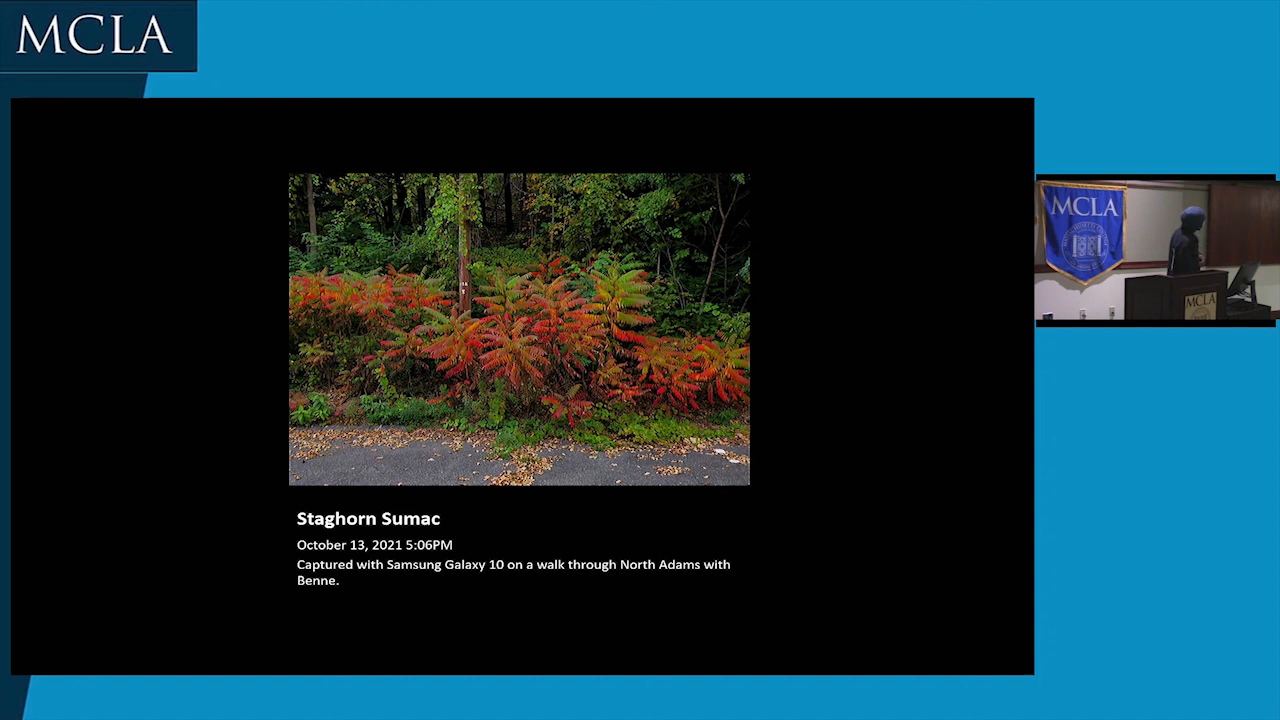 MCLA
Staghorn Sumac
October 13, 2021 5:06PM
Captured with Samsung Galaxy 10 on a walk through North Adams with
Benne.
MCLA
MCLA